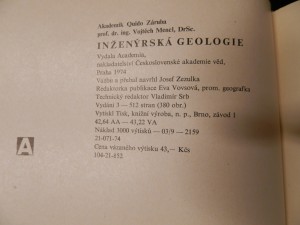 Akademik Quido Záruba
prof. dr. ing. Vojtěch Mencl, DrSc.
INŽENÝRSKÁ GEOLOGIE
Vydala Academia,
nakladatelství Československé akademie věd,
Praha 1974
Vazbu a přebal navrhl Josef Zezulka
Redaktorka publikace Eva Vovsová, prom. geografka
Technický redaktor Vladimír Srb
Vydání 1 – 512 stran (380 obr.)
Vytiskl Tisk, knižní výroba, n. p., Brno, závod 1
42,64 AA — 43,22 VA
Náklad 3000 výtisků — 03/9 — 2159
21-071-74
Cena vázaného výtisku 43,— Kčs
104-21-852
A